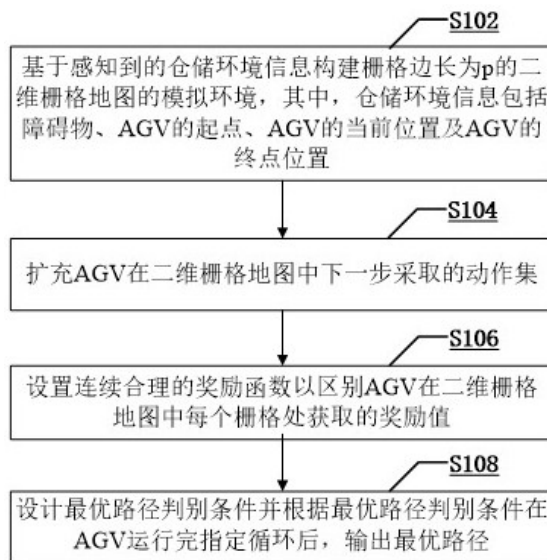 S102
基于感知到的仓储环境信息构建栅格边长为p的二
维栅格地图的模拟环境，其中，仓储环境信息包括
障碍物、AGV的起点、AGV的当前位置及AGV的
终点位置
S104
扩充AGV在二维栅格地图中下一步采取的动作集
S106
设置连续合理的奖励函数以区别AGV在二维栅格
地图中每个栅格处获取的奖励值
S108
设计最优路径判别条件并根据最优路径判别条件在
AGV运行完指定循环后，输出最优路径